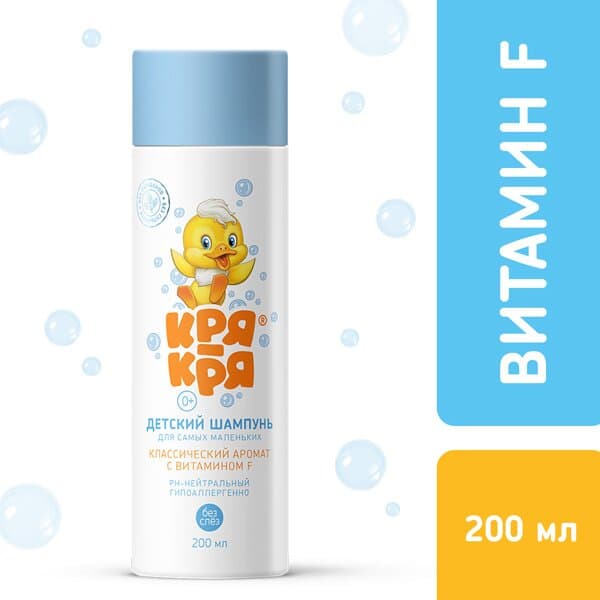 КРЯ®
-КРЯ
0+
ДЕТСКИЙ ШАМПУНЬ
ДЛЯ САМЫХ МАЛЕНЬКИХ
КЛАССИЧЕСКИЙ АРОМАТ
С ВИТАМИНОМ F
PH-НЕЙТРАЛЬНЫЙ
ГИПОАЛЛЕРГЕННО
без
слёз
200 мл
ВИТАМИН F
200 мл